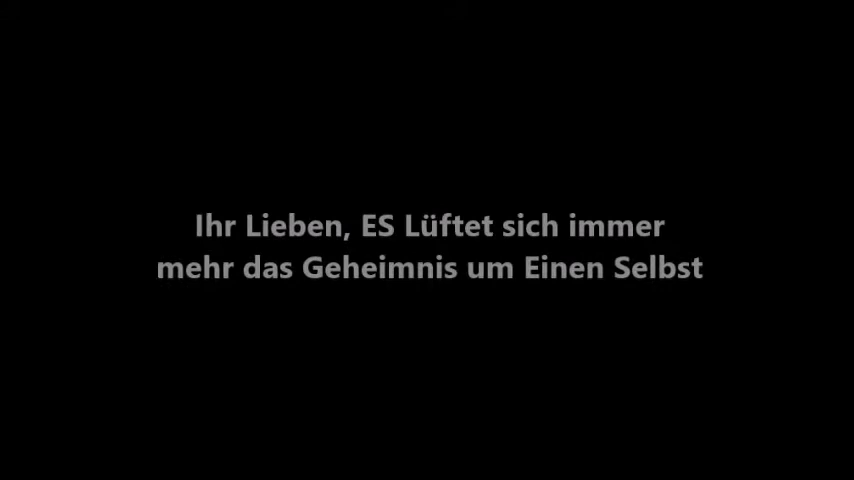 Ihr Lieben, ES Lüftet sich immer
mehr das Geheimnis um Einen Selbst